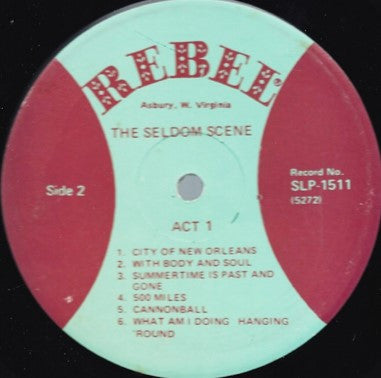 REBEL
Asbury, W. Virginia
THE SELDOM SCENE
Side 2
Record No.
SLP-1511
(5272)
ACT 1
1. CITY OF NEW ORLEANS
2. WITH BODY AND SOUL
3. SUMMERTIME IS PAST AND
GONE
4. 500 MILES
5. CANNONBALL
6. WHAT AM I DOING HANGING
'ROUND